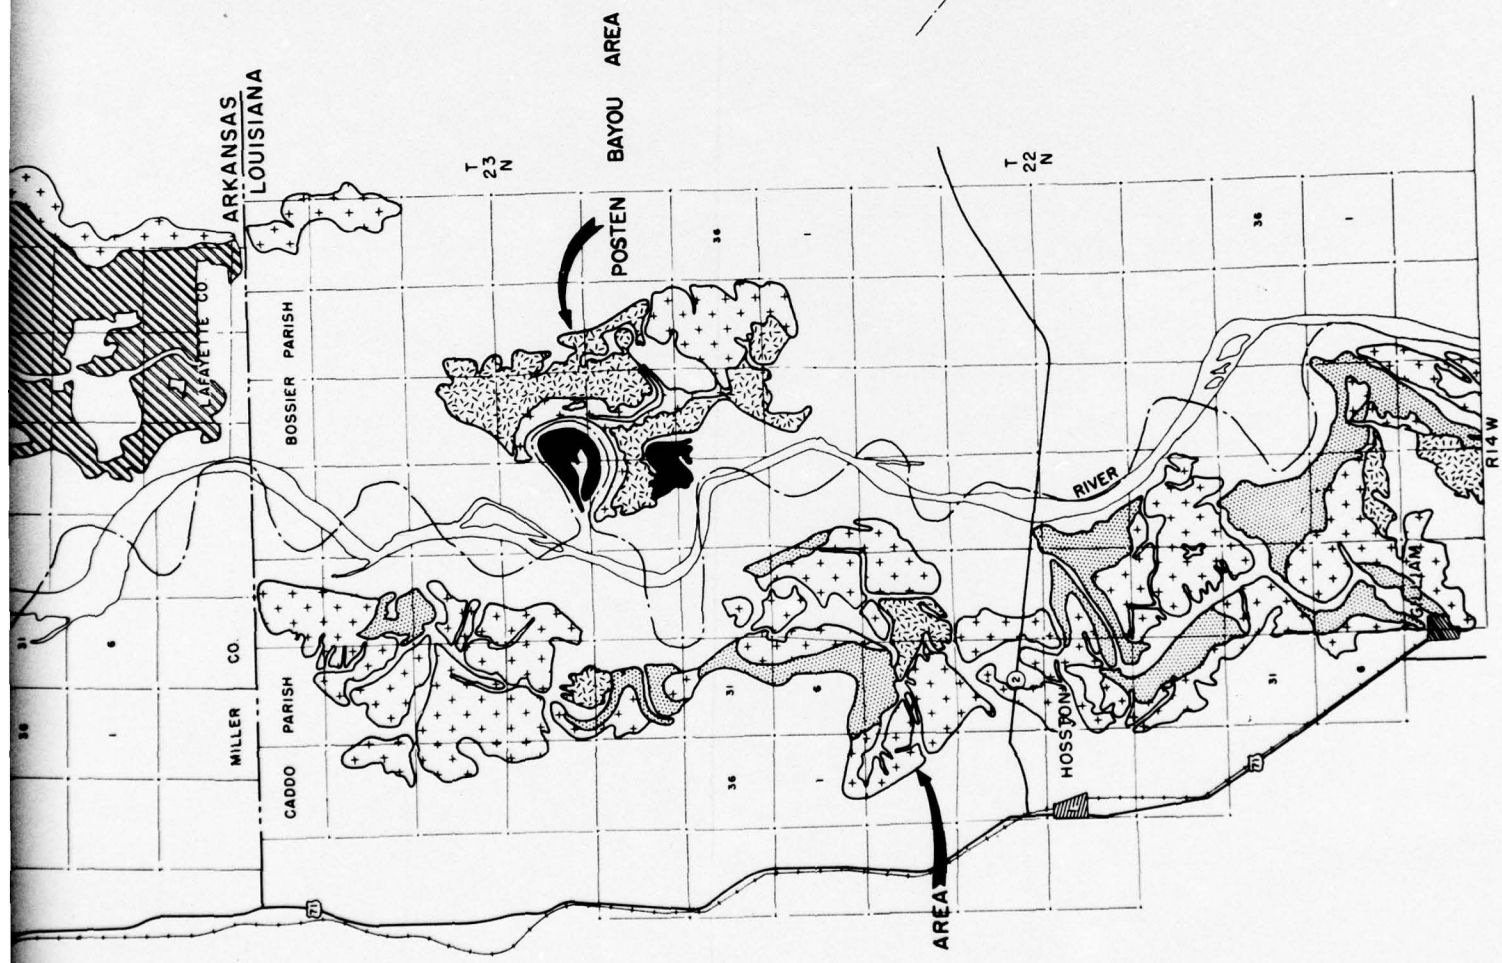 ARKANSAS
LOUISIANA
LAFAYETTE CO.
BOSSIER PARISH
T
23
N
POSTEN BAYOU AREA
36
1
T
22
N
36
1
RIVER
R14W
31
6
36
1
MILLER CO.
CADDO PARISH
31
6
36
1
2
HOSSTON
31
6
GILLIAM
71
71
AREA